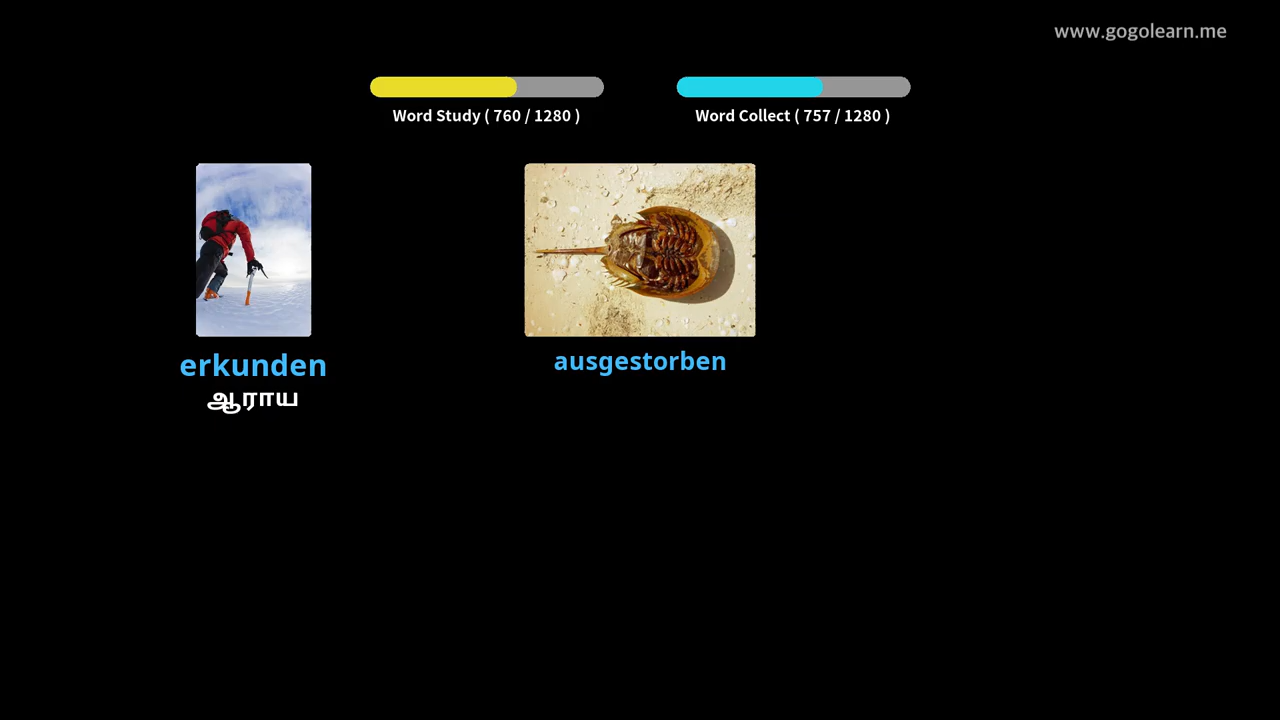 www.gogolearn.me
Word Study ( 760 / 1280 )
Word Collect ( 757 / 1280 )
erkunden
ஆராய
ausgestorben